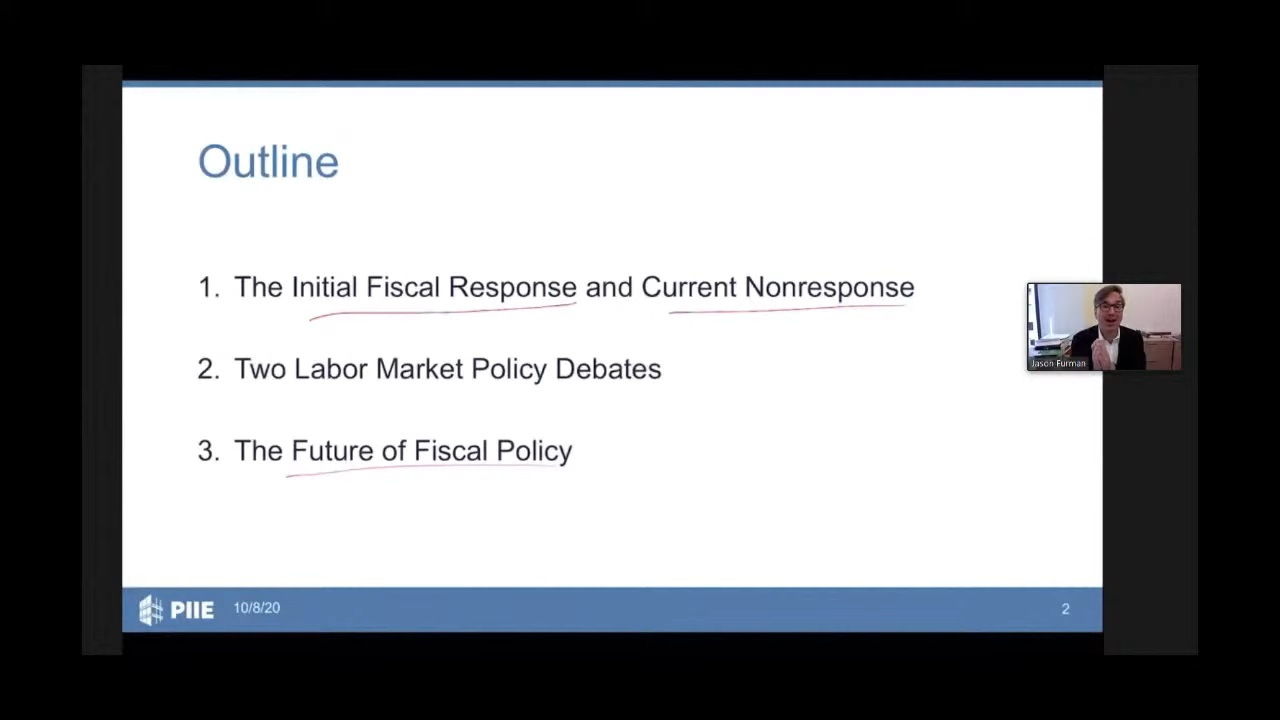 Outline
1. The Initial Fiscal Response and Current Nonresponse
2. Two Labor Market Policy Debates
3. The Future of Fiscal Policy
Jason Furman
PIIE 10/8/20 2